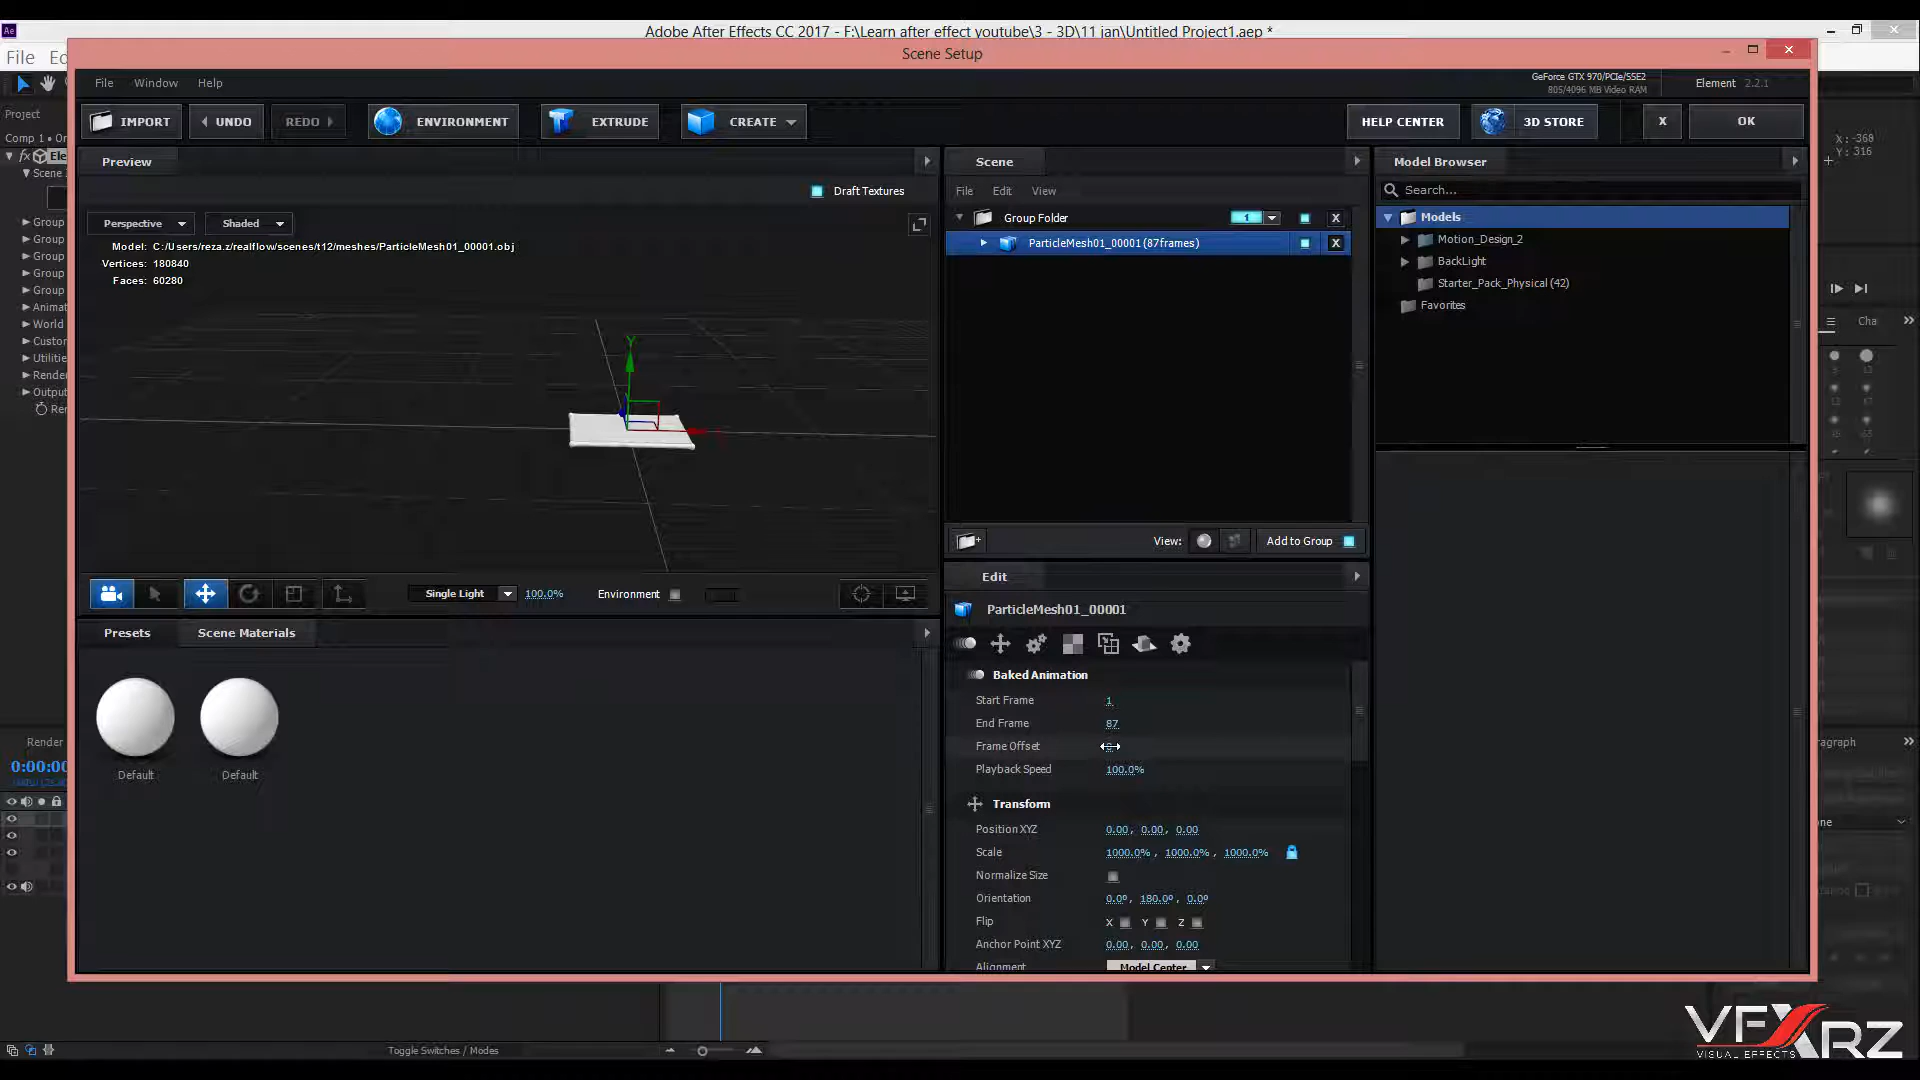 Adobe After Effects CC 2017 - F:\Learn after effect youtube\3 - 3D\11 jan\Untitled Project1.aep *
Scene Setup
File
File Window Help
GeForce GTX 970/PCIe/SSE2
805/4096 MB Video RAM
Element 2.2.1
IMPORT UNDO REDO ENVIRONMENT EXTRUDE CREATE HELP CENTER 3D STORE X OK
X: -368
Y: 316
Project
Comp 1
Scene
Group
Group
Group
Group
Group
World
Output
Preview
Draft Textures
Perspective Shaded
Model: C:/Users/reza.z/realflow/scenes/t12/meshes/ParticleMesh01_00001.obj
Vertices: 180840
Faces: 60280
Y
Single Light 100.0% Environment
Presets Scene Materials
Default Default
Scene
File Edit View
Group Folder 1 X
ParticleMesh01_00001(87frames) X
View: Add to Group
Edit
ParticleMesh01_00001
Baked Animation
Start Frame 1
End Frame 87
Frame Offset
Playback Speed 100.0%
Transform
Position XYZ 0.00, 0.00, 0.00
Scale 1000.0%, 1000.0%, 1000.0%
Normalize Size
Orientation 0.0º, 180.0º, 0.0º
Flip X Y Z
Anchor Point XYZ 0.00, 0.00, 0.00
Alignment Model Center
Model Browser
Search...
Models
Motion_Design_2
BackLight
Starter_Pack_Physical (42)
Favorites
Cha
Render
0:00:00
Toggle Switches / Modes
VFXARZ
VISUAL EFFECTS